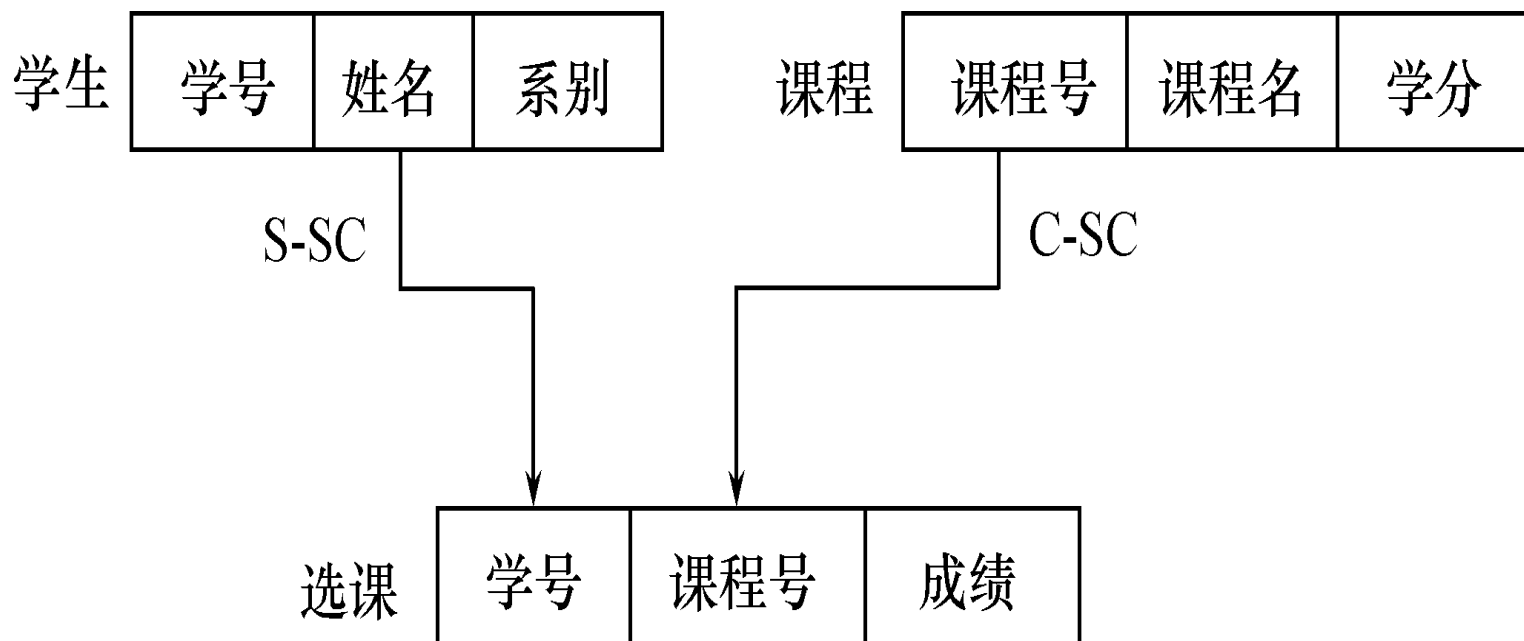 学生 学号 姓名 系别 课程 课程号 课程名 学分
S-SC C-SC
选课 学号 课程号 成绩